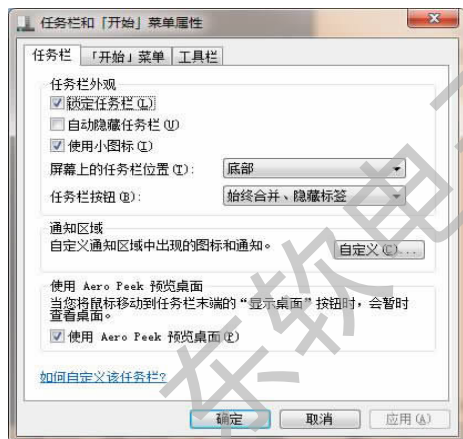 任务栏和「开始」菜单属性
任务栏 「开始」菜单 工具栏
任务栏外观
锁定任务栏(L)
自动隐藏任务栏(U)
使用小图标(I)
屏幕上的任务栏位置(T): 底部
任务栏按钮(B): 始终合并、隐藏标签
通知区域
自定义通知区域中出现的图标和通知。 自定义(C)...
使用 Aero Peek 预览桌面
当您将鼠标移动到任务栏末端的“显示桌面”按钮时，会暂时
查看桌面。
使用 Aero Peek 预览桌面(P)
如何自定义该任务栏?
确定 取消 应用(A)
东软电